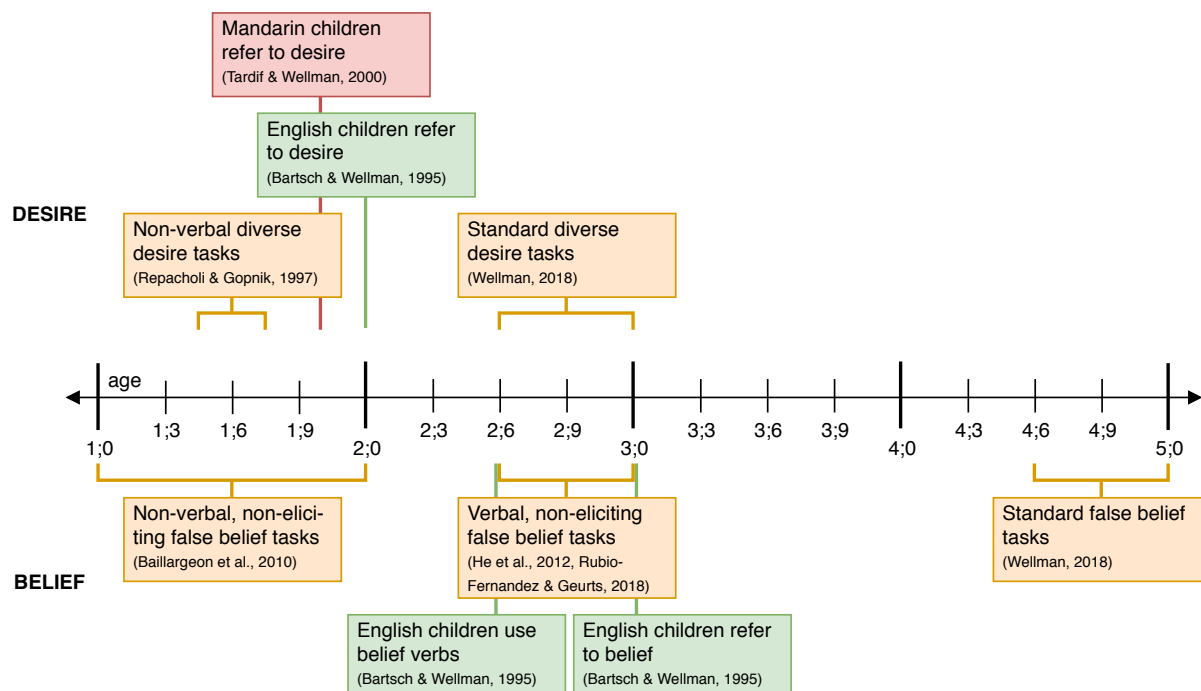 Mandarin children
refer to desire
(Tardif & Wellman, 2000)
English children refer
to desire
(Bartsch & Wellman, 1995)
DESIRE
Non-verbal diverse
desire tasks
(Repacholi & Gopnik, 1997)
Standard diverse
desire tasks
(Wellman, 2018)
age
1;0 1;3 1;6 1;9 2;0 2;3 2;6 2;9 3;0 3;3 3;6 3;9 4;0 4;3 4;6 4;9 5;0
Non-verbal, non-elici-
ting false belief tasks
(Baillargeon et al., 2010)
Verbal, non-eliciting
false belief tasks
(He et al., 2012, Rubio-
Fernandez & Geurts, 2018)
Standard false belief
tasks
(Wellman, 2018)
BELIEF
English children use
belief verbs
(Bartsch & Wellman, 1995)
English children refer
to belief
(Bartsch & Wellman, 1995)